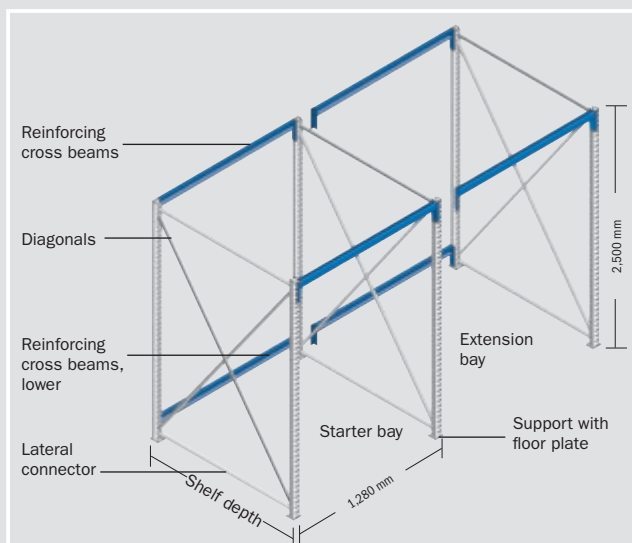 Reinforcing
cross beams
Diagonals
2,500 mm
Reinforcing
cross beams,
lower
Extension
bay
Starter bay
Support with
floor plate
Lateral
connector
Shelf depth
1,280 mm